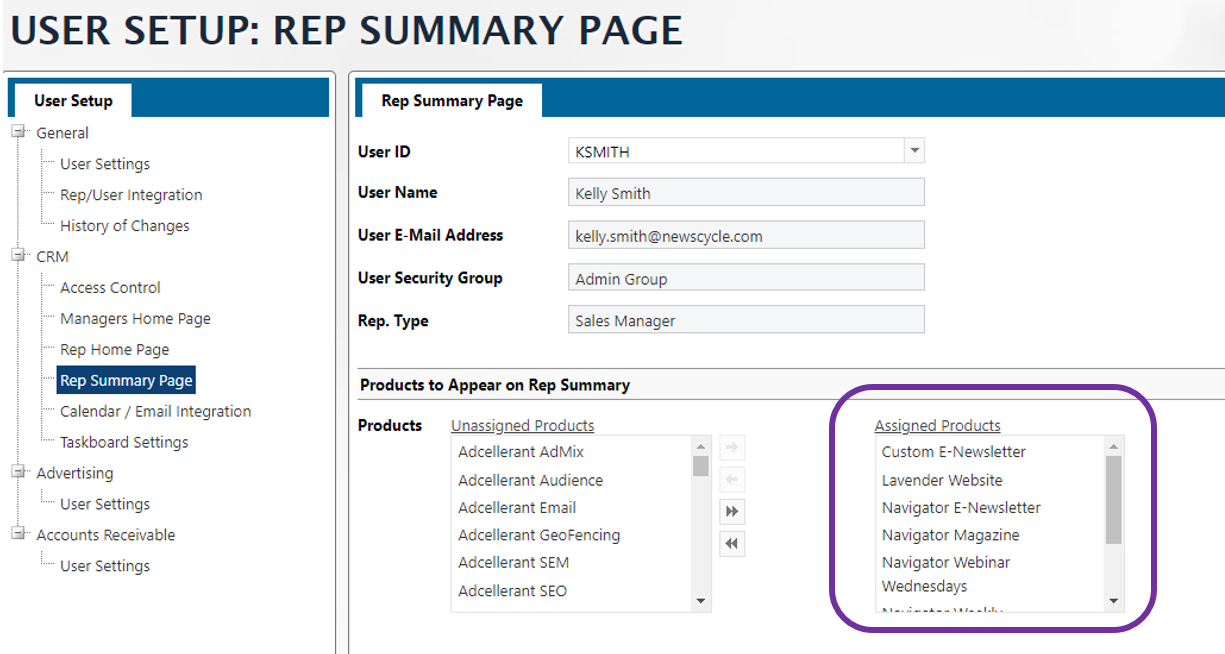 USER SETUP: REP SUMMARY PAGE
User Setup
General
User Settings
Rep/User Integration
History of Changes
CRM
Access Control
Managers Home Page
Rep Home Page
Rep Summary Page
Calendar / Email Integration
Taskboard Settings
Advertising
User Settings
Accounts Receivable
User Settings
Rep Summary Page
User ID KSMITH
User Name Kelly Smith
User E-Mail Address kelly.smith@newscycle.com
User Security Group Admin Group
Rep. Type Sales Manager
Products to Appear on Rep Summary
Products
Unassigned Products
Adcellerant AdMix
Adcellerant Audience
Adcellerant Email
Adcellerant GeoFencing
Adcellerant SEM
Adcellerant SEO
Assigned Products
Custom E-Newsletter
Lavender Website
Navigator E-Newsletter
Navigator Magazine
Navigator Webinar
Wednesdays
Navigator Weekly